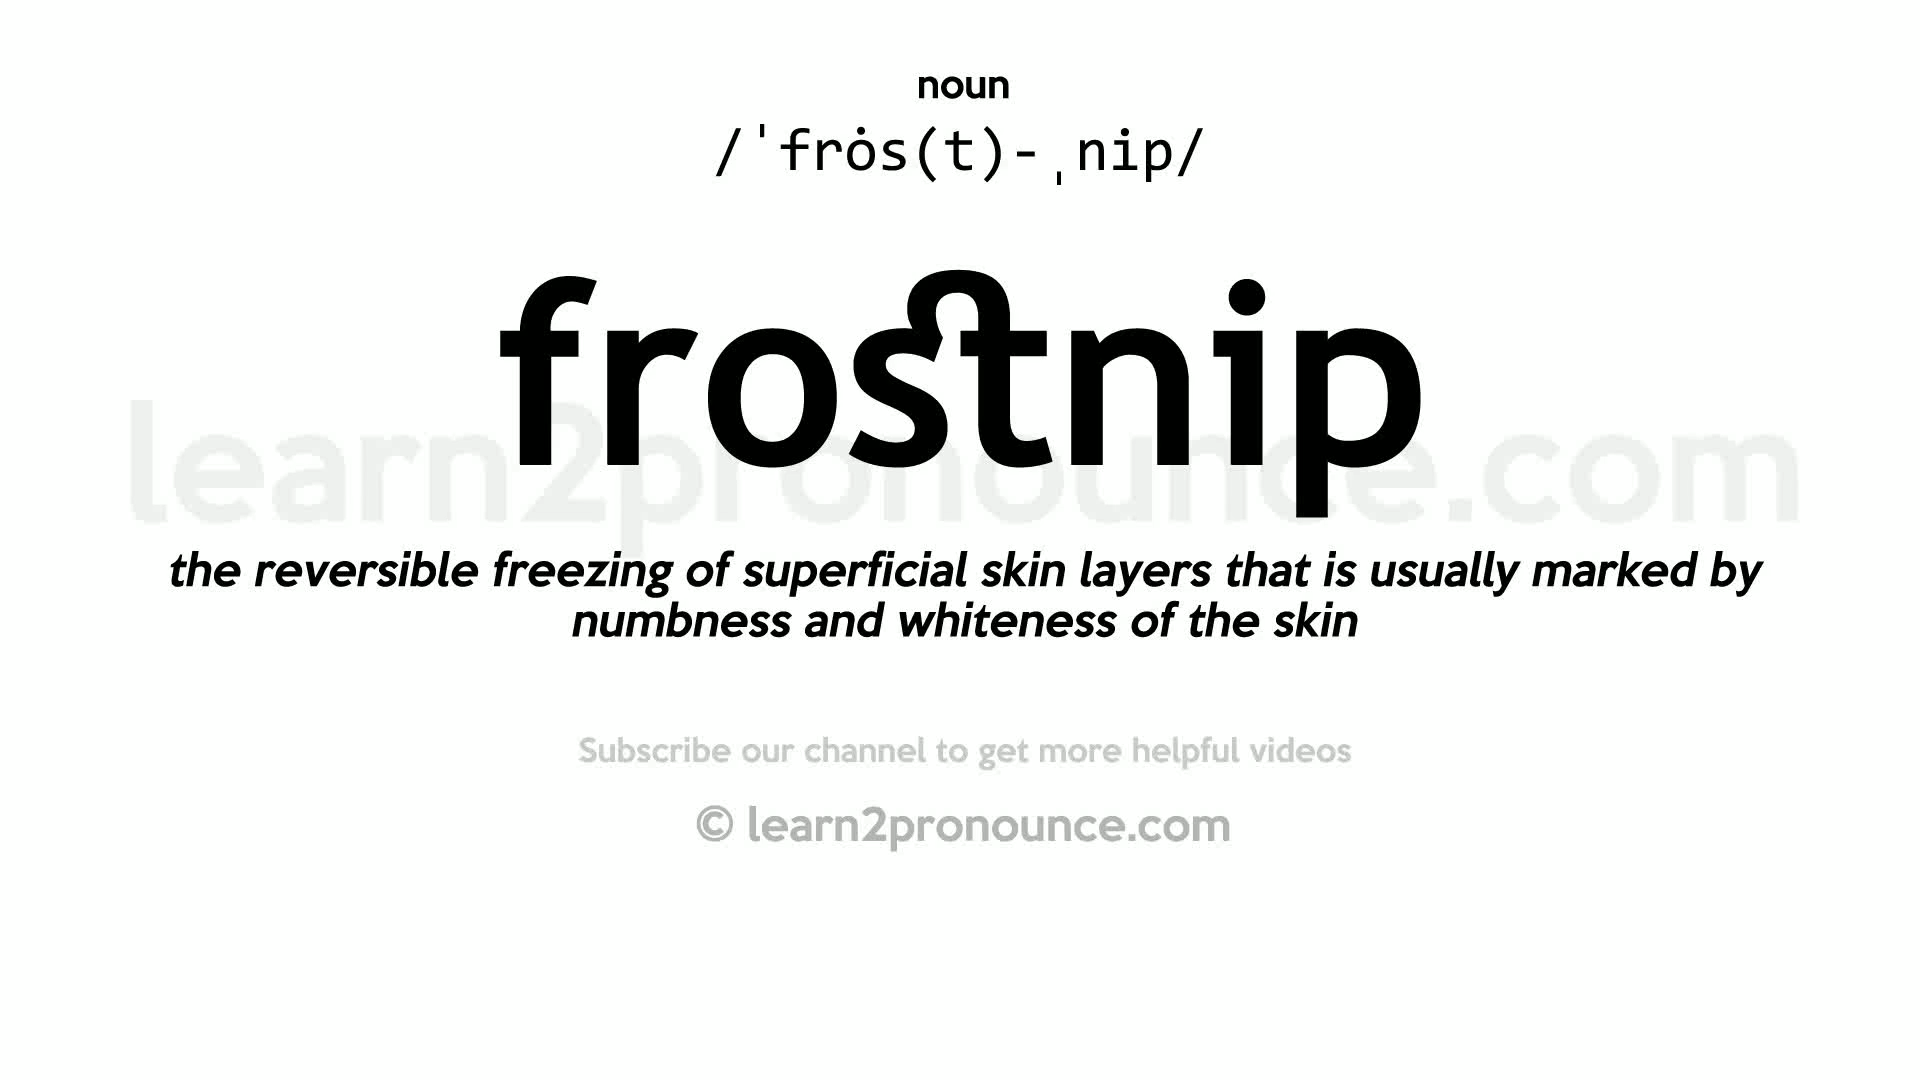 noun
/ˈfrȯs(t)-ˌnip/
frostnip
learn2pronounce.com
the reversible freezing of superficial skin layers that is usually marked by
numbness and whiteness of the skin
Subscribe our channel to get more helpful videos
© learn2pronounce.com